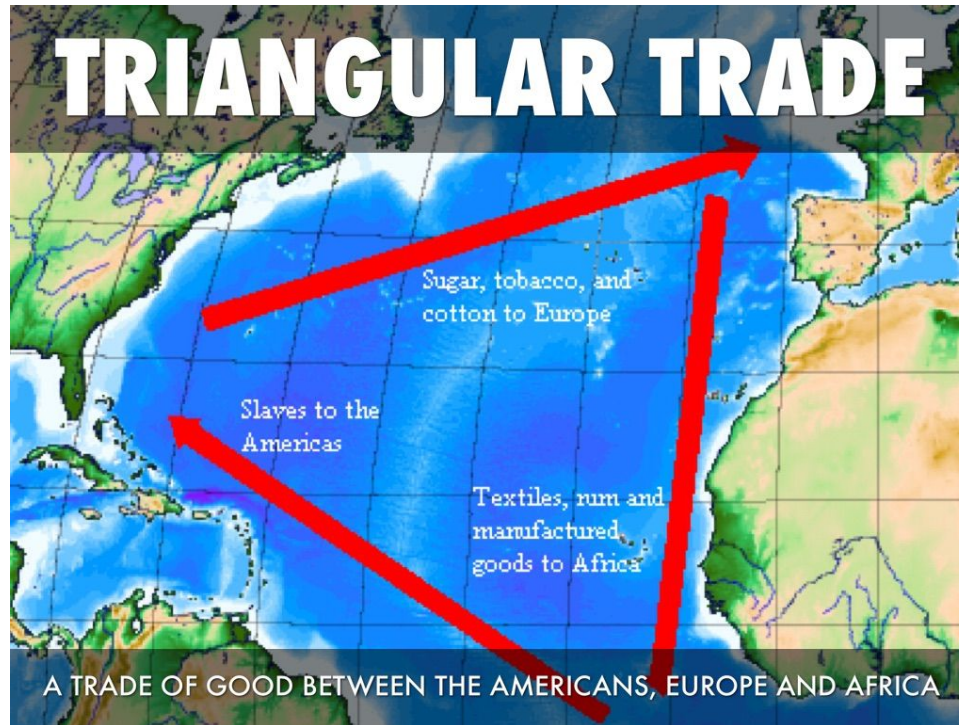 TRIANGULAR TRADE
Sugar, tobacco, and
cotton to Europe
Slaves to the
Americas
Textiles, rum and
manufactured
goods to Africa
A TRADE OF GOOD BETWEEN THE AMERICANS, EUROPE AND AFRICA